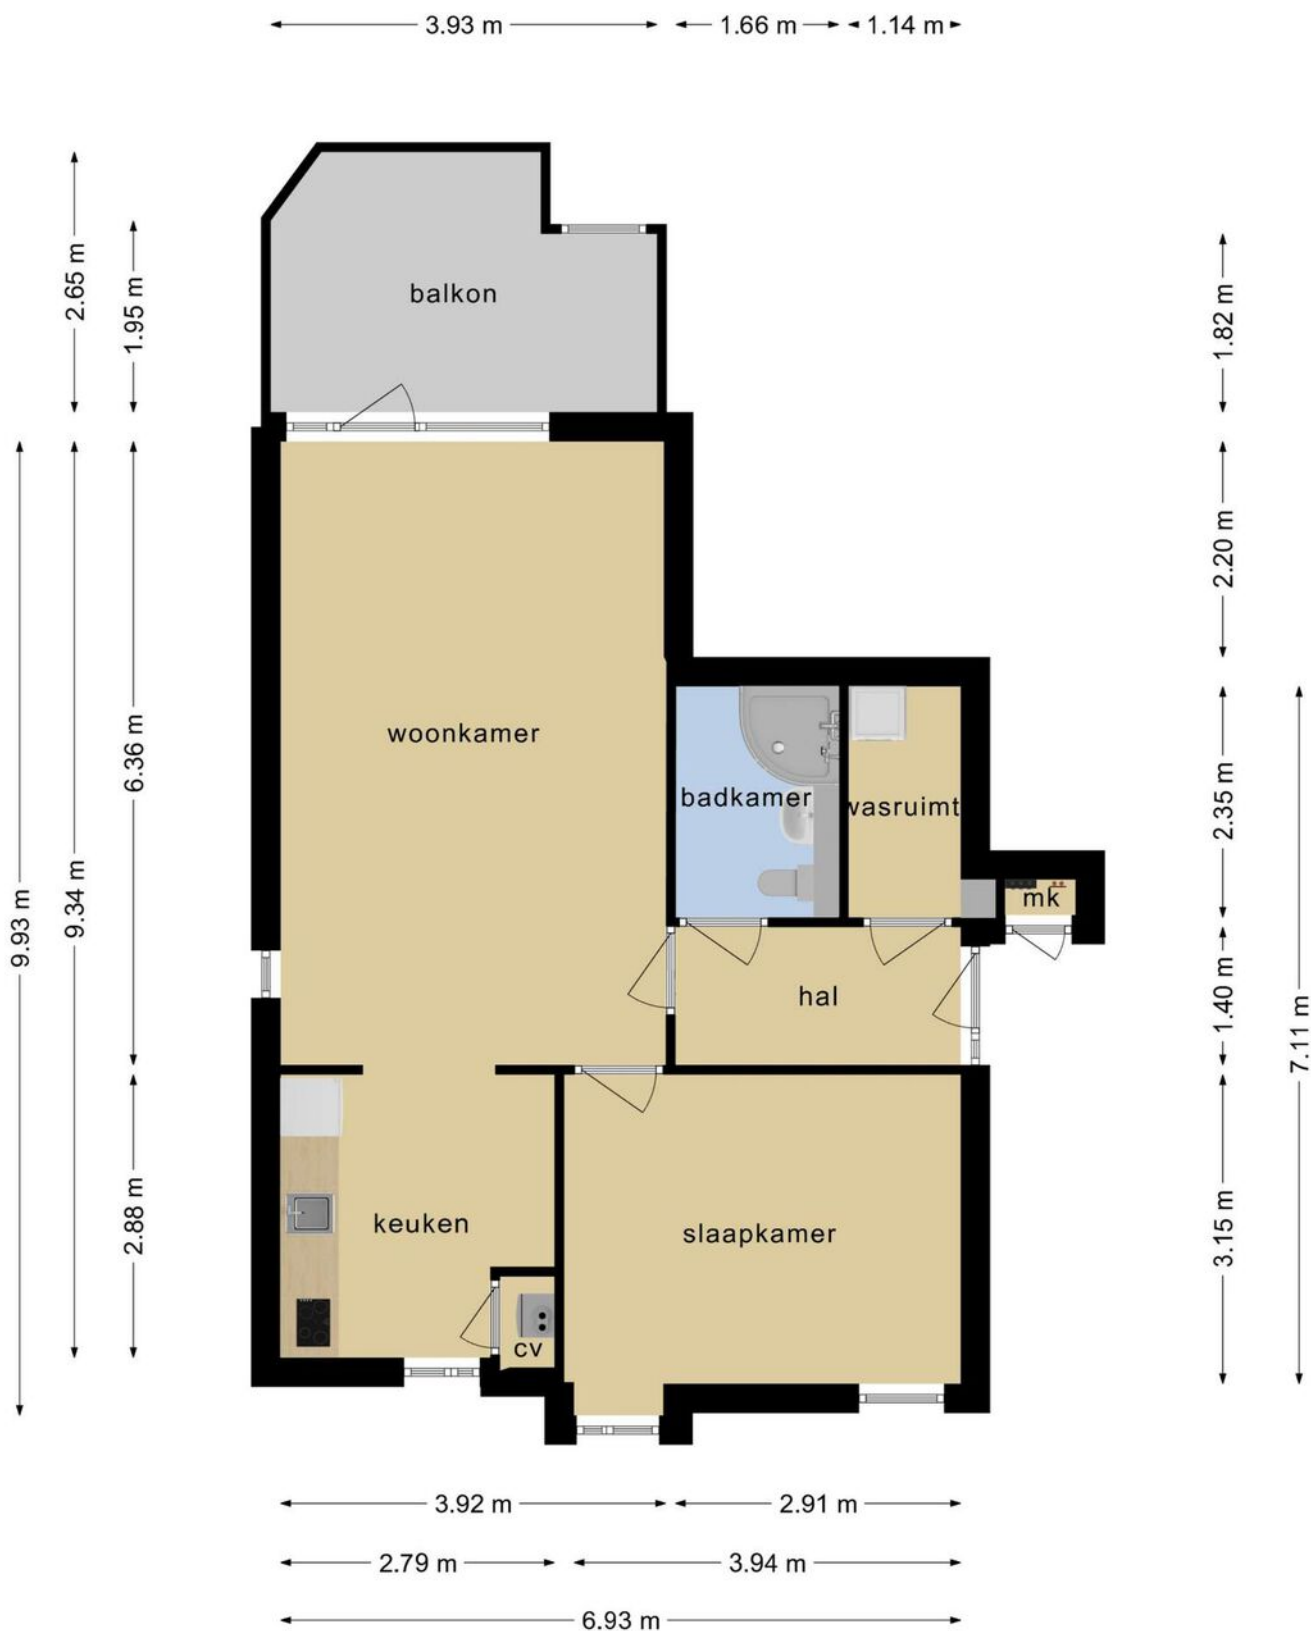 3.93 m
1.66 m
1.14 m
2.65 m
1.95 m
balkon
1.82 m
9.93 m
9.34 m
6.36 m
woonkamer
2.20 m
badkamer
wasruimt
2.35 m
mk
hal
1.40 m
7.11 m
2.88 m
keuken
slaapkamer
3.15 m
cv
3.92 m
2.91 m
2.79 m
3.94 m
6.93 m